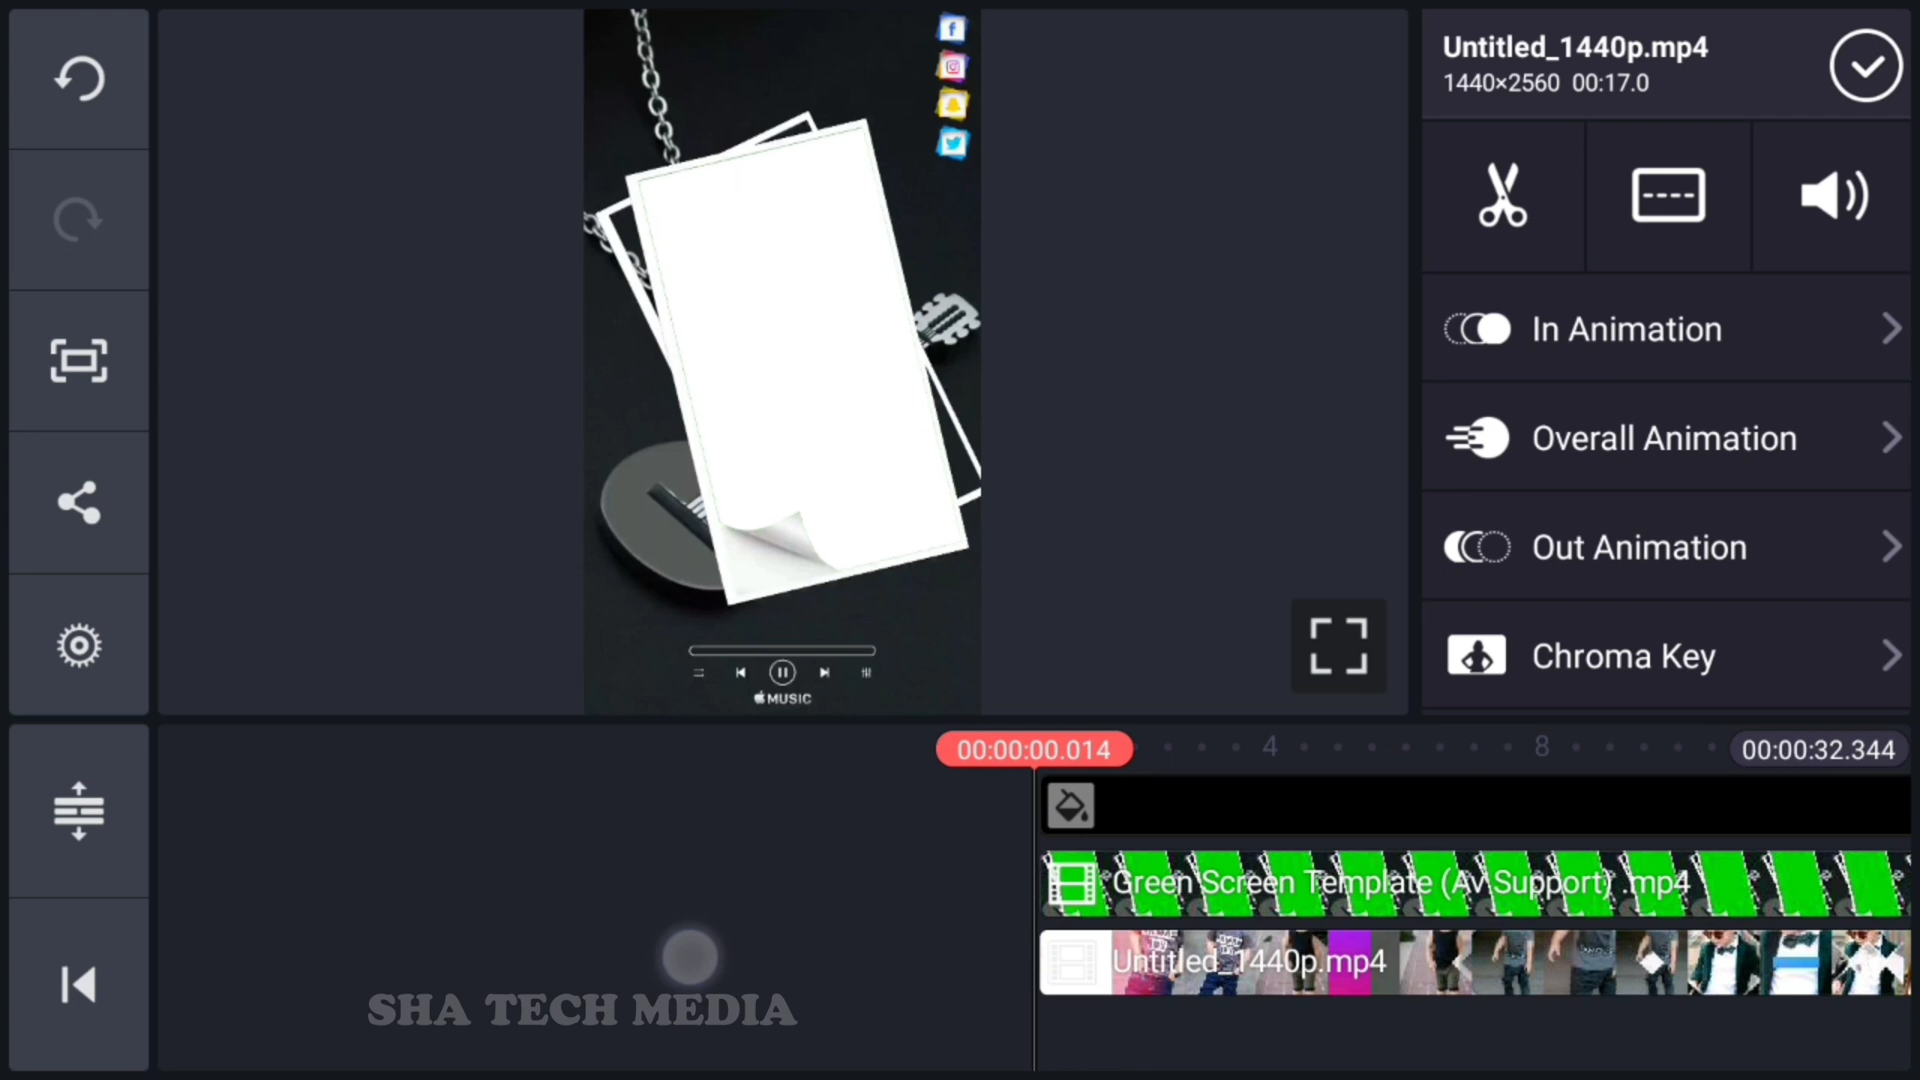 Untitled_1440p.mp4
1440×2560 00:17.0
In Animation
Overall Animation
Out Animation
Chroma Key
MUSIC
00:00:00.014
4
8
00:00:32.344
Green Screen Template (Av Support) .mp4
Untitled_1440p.mp4
SHA TECH MEDIA